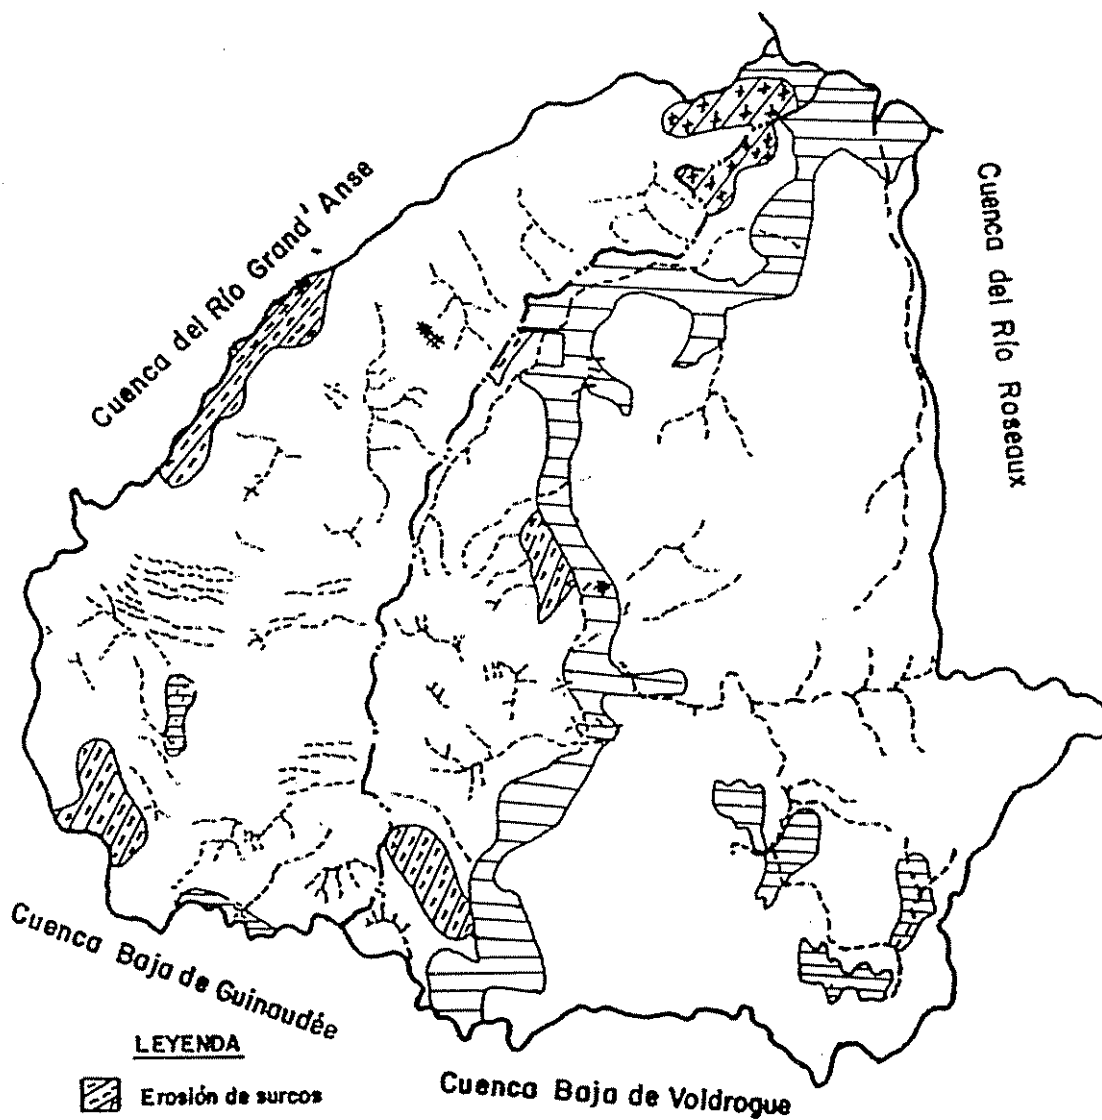 Cuenca del Río Grand' Anse
Cuenca del Río Roseaux
Cuenca Baja de Guinaudée
LEYENDA
Erosión de surcos
Cuenca Baja de Voldrogue